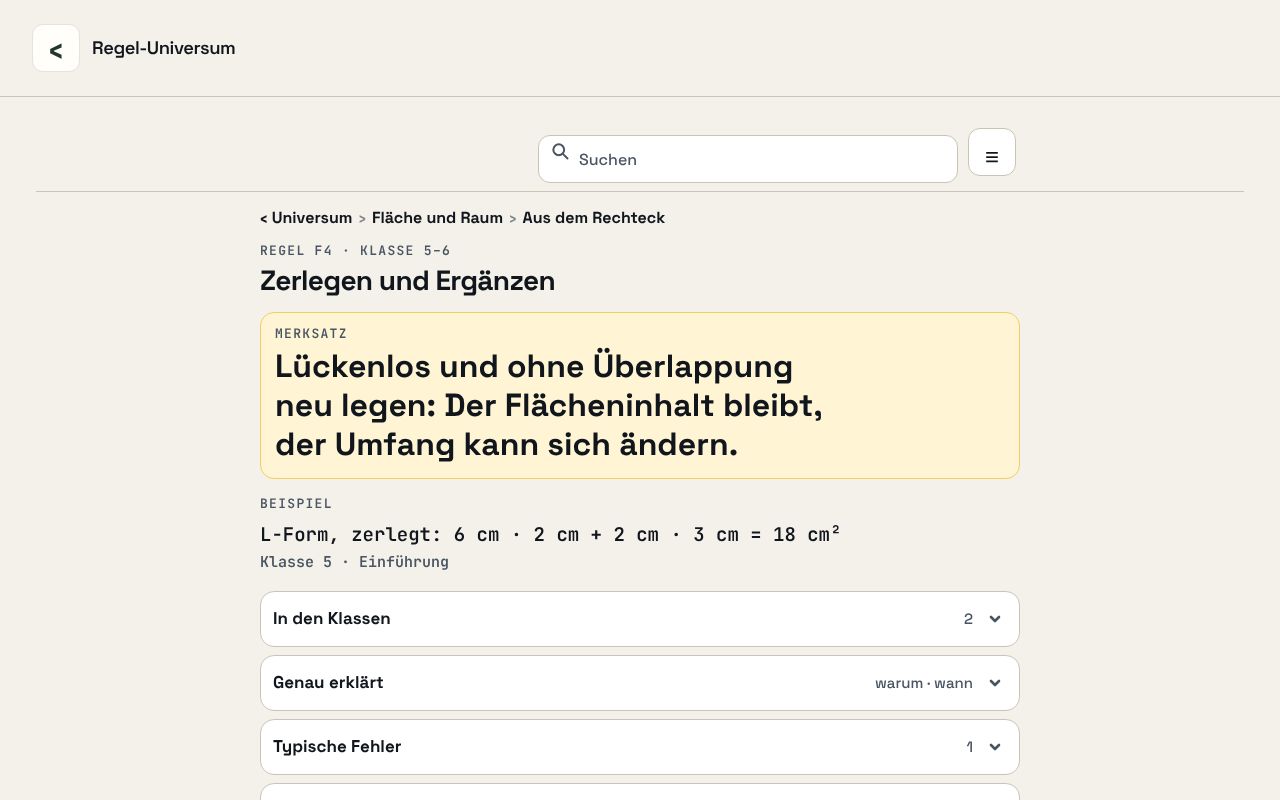 < Regel-Universum
Suchen ≡
< Universum > Fläche und Raum > Aus dem Rechteck
REGEL F4 · KLASSE 5–6
Zerlegen und Ergänzen
MERKSATZ
Lückenlos und ohne Überlappung
neu legen: Der Flächeninhalt bleibt,
der Umfang kann sich ändern.
BEISPIEL
L-Form, zerlegt: 6 cm · 2 cm + 2 cm · 3 cm = 18 cm²
Klasse 5 · Einführung
In den Klassen 2
Genau erklärt warum · wann
Typische Fehler 1